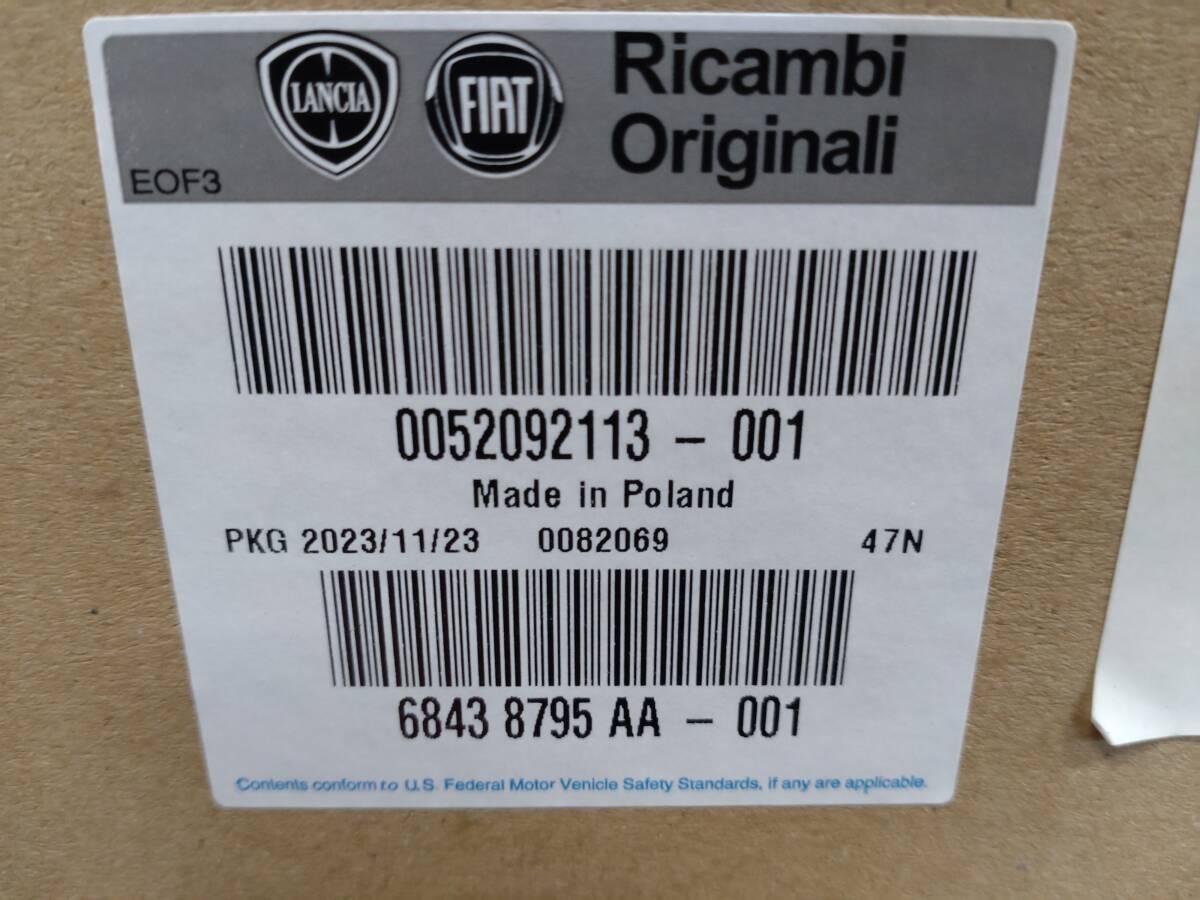 LANCIA
FIAT
Ricambi
Originali
EOF3
0052092113 – 001
Made in Poland
PKG 2023/11/23 0082069 47N
6843 8795 AA – 001
Contents conform to U.S. Federal Motor Venicle Safety Standards, if any are applicable.